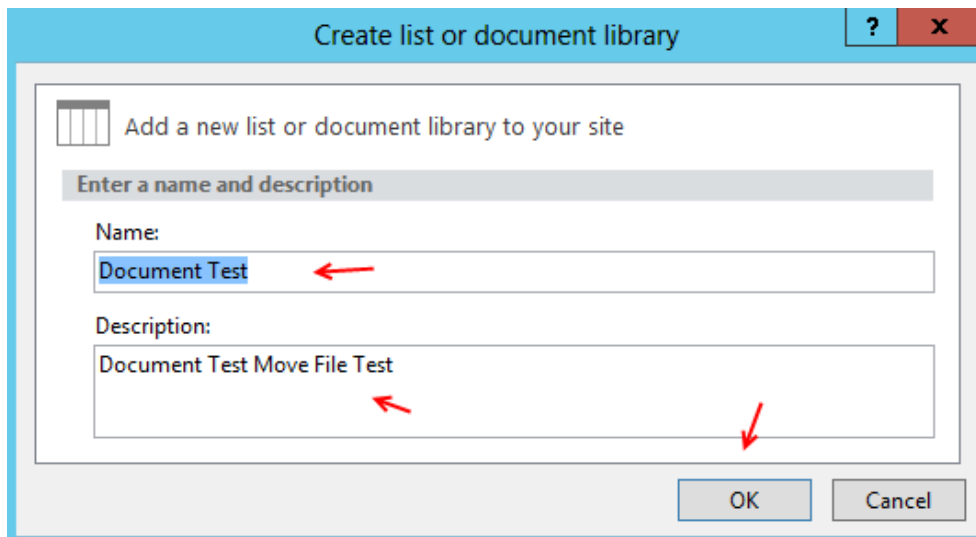 Create list or document library
?
x
Add a new list or document library to your site
Enter a name and description
Name:
Document Test
Description:
Document Test Move File Test
OK
Cancel